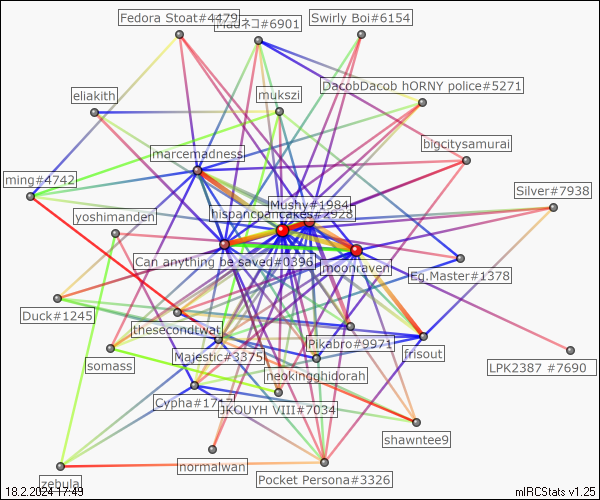 Fedora Stoat#4479
Madネコ#6901
Swirly Boi#6154
DacobDacob hORNY police#5271
eliakith
mukszi
bigcitysamurai
marcemadness
ming#4742
Silver#7938
Mushy#1984
hispancpancakes#2928
yoshimanden
Can anything be saved#0396
moonreven
Eg.Master#1378
Duck#1245
thesecondtwat
Pikabro#9971
frisout
Majestic#3375
somass
LPK2387 #7690
neokingghidorah
Cypha#1717
JKOUYH VIII#7034
shawntee9
normalwan
zebula
Pocket Persona#3326
18.2.2024 17:49
mIRCStats v1.25